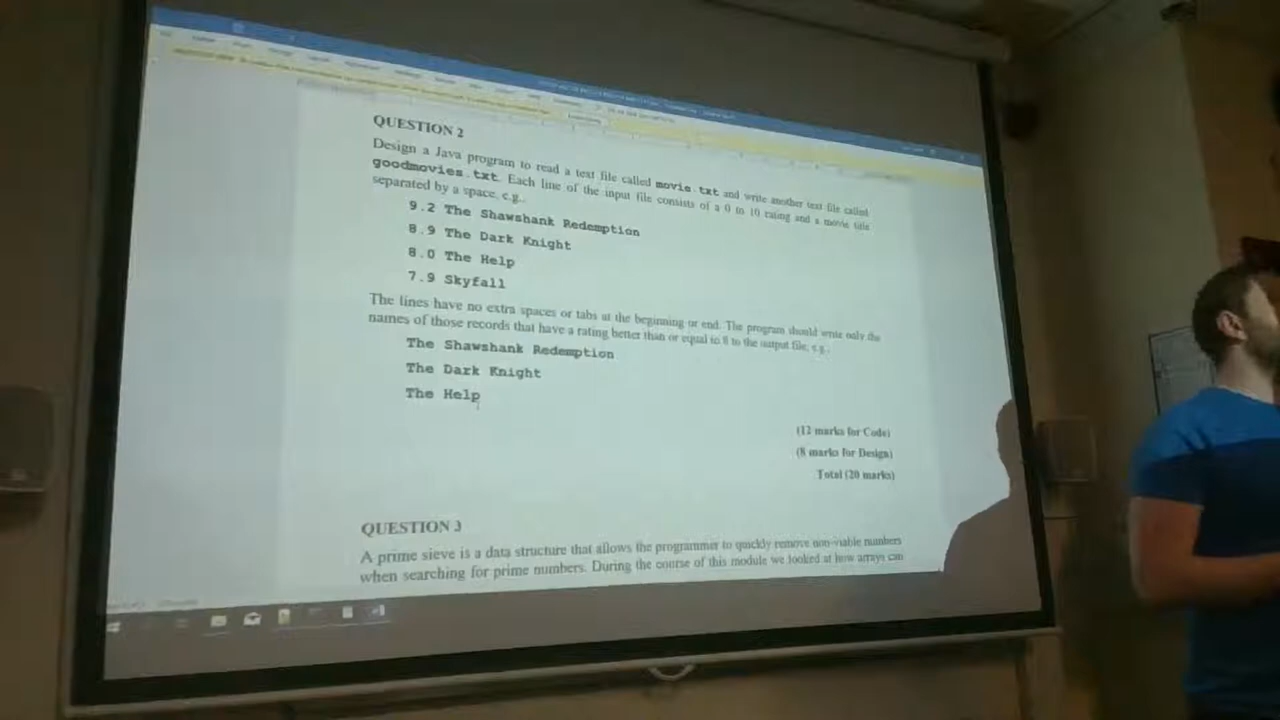 QUESTION 2
Design a Java program to read a text file called movie.txt and write another text file called
goodmovies.txt. Each line of the input file consists of a 0 to 10 rating and a movie title
separated by a space, e.g.,
9.2 The Shawshank Redemption
8.9 The Dark Knight
8.0 The Help
7.9 Skyfall
The lines have no extra spaces or tabs at the beginning or end. The program should write only the
names of those records that have a rating better than or equal to 8 to the output file, e.g.,
The Shawshank Redemption
The Dark Knight
The Help
(12 marks for Code)
(8 marks for Design)
Total (20 marks)
QUESTION 3
A prime sieve is a data structure that allows the programmer to quickly remove non-viable numbers
when searching for prime numbers. During the course of this module we looked at how arrays can